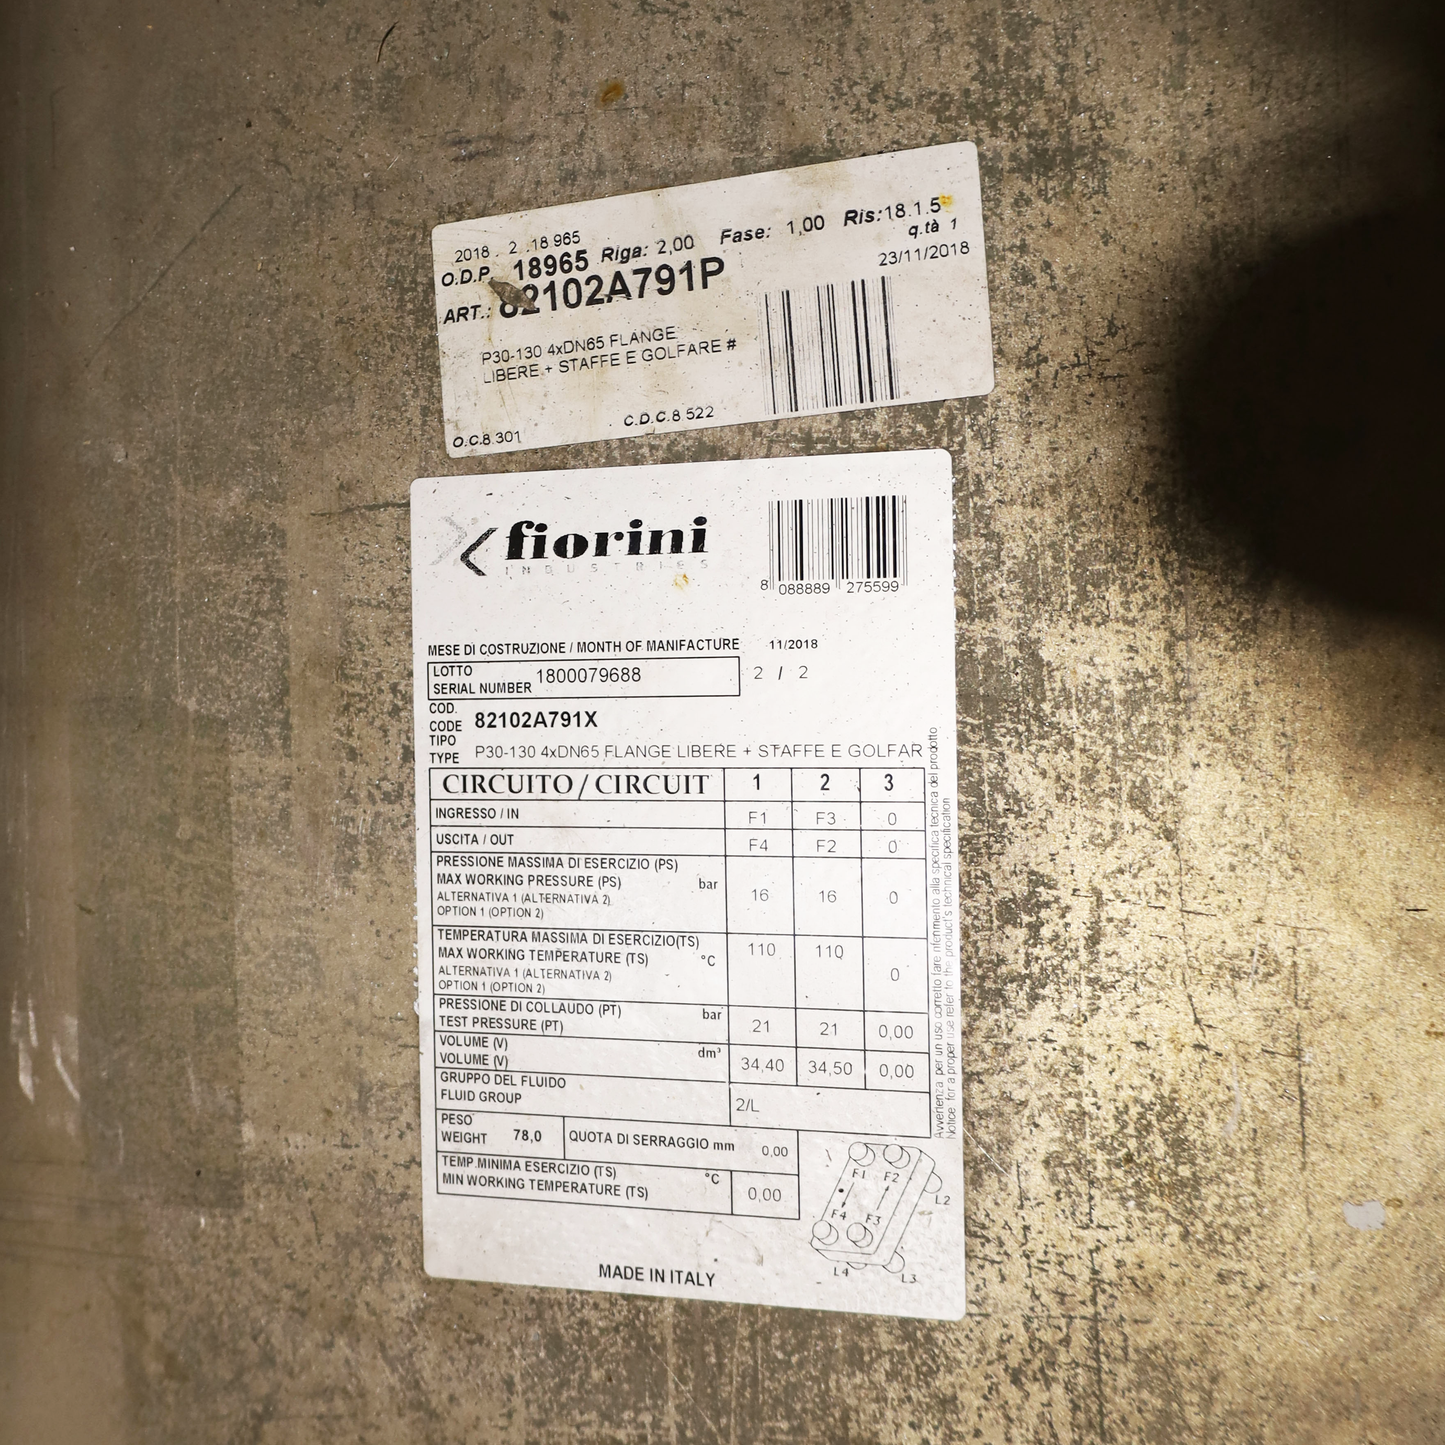 2018 . 2 .18 965
O.D.P. 18965 Riga: 2,00 Fase: 1,00 Ris:18.1.5
q.tà 1
ART.: 82102A791P 23/11/2018
P30-130 4xDN65 FLANGE
LIBERE + STAFFE E GOLFARE #
O.C.8.301 C.D.C.8.522
fiorini
INDUSTRIES
8 088889 275599
MESE DI COSTRUZIONE / MONTH OF MANIFACTURE 11/2018
LOTTO
SERIAL NUMBER 1800079688 2 / 2
COD.
CODE 82102A791X
TIPO
TYPE P30-130 4xDN65 FLANGE LIBERE + STAFFE E GOLFAR
CIRCUITO / CIRCUIT 1 2 3
INGRESSO / IN F1 F3 0
USCITA / OUT F4 F2 0
PRESSIONE MASSIMA DI ESERCIZIO (PS)
MAX WORKING PRESSURE (PS) bar 16 16 0
ALTERNATIVA 1 (ALTERNATIVA 2)
OPTION 1 (OPTION 2)
TEMPERATURA MASSIMA DI ESERCIZIO(TS)
MAX WORKING TEMPERATURE (TS) °C 110 110 0
ALTERNATIVA 1 (ALTERNATIVA 2)
OPTION 1 (OPTION 2)
PRESSIONE DI COLLAUDO (PT)
TEST PRESSURE (PT) bar 21 21 0,00
VOLUME (V)
VOLUME (V) dm³ 34,40 34,50 0,00
GRUPPO DEL FLUIDO
FLUID GROUP 2/L
PESO
WEIGHT 78,0 QUOTA DI SERRAGGIO mm 0,00
TEMP.MINIMA ESERCIZIO (TS)
MIN WORKING TEMPERATURE (TS) °C 0,00
F1 F2
L2
F4 F3
L4 L3
MADE IN ITALY
Avvertenza: per un uso corretto fare riferimento alla specifica tecnica del prodotto
Notice: for a proper use refer to the product's technical specification